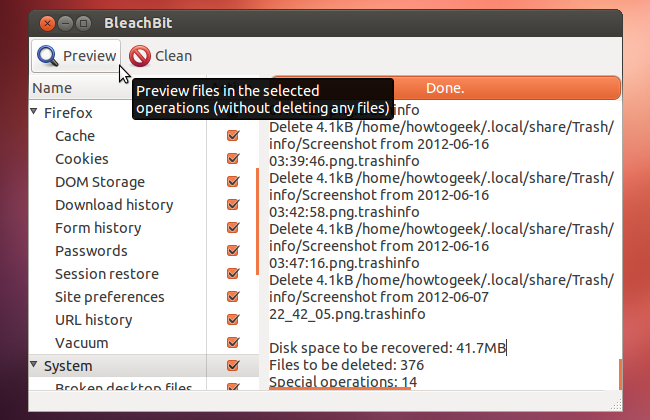 BleachBit
Preview
Clean
Preview files in the selected
operations (without deleting any files)
Name
Done.
Firefox
Cache
Cookies
DOM Storage
Download history
Form history
Passwords
Session restore
Site preferences
URL history
Vacuum
System
Broken desktop files
info/Screenshot from 2012-06-16
Delete 4.1kB /home/howtogeek/.local/share/Trash/
info/Screenshot from 2012-06-16
03:39:46.png.trashinfo
Delete 4.1kB /home/howtogeek/.local/share/Trash/
info/Screenshot from 2012-06-16
03:42:58.png.trashinfo
Delete 4.1kB /home/howtogeek/.local/share/Trash/
info/Screenshot from 2012-06-16
03:47:16.png.trashinfo
Delete 4.1kB /home/howtogeek/.local/share/Trash/
info/Screenshot from 2012-06-07
22_42_05.png.trashinfo
Disk space to be recovered: 41.7MB
Files to be deleted: 376
Special operations: 14